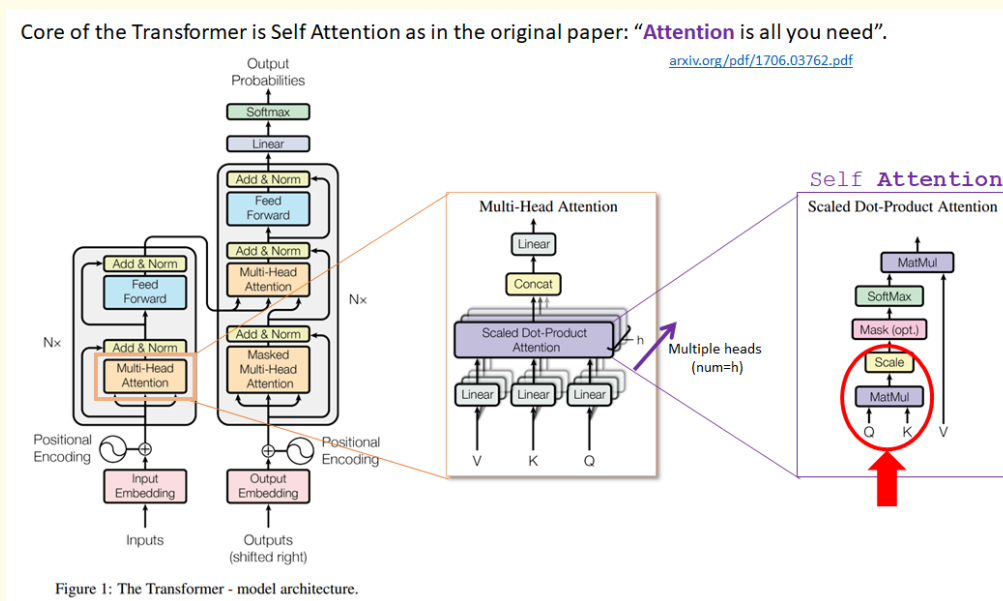 Core of the Transformer is Self Attention as in the original paper: “Attention is all you need”.
arxiv.org/pdf/1706.03762.pdf
Output
Probabilities
Softmax
Linear
Add & Norm
Feed
Forward
Add & Norm
Multi-Head
Attention
Nx
Add & Norm
Masked
Multi-Head
Attention
Add & Norm
Feed
Forward
Nx
Add & Norm
Multi-Head
Attention
Positional
Encoding
Positional
Encoding
Input
Embedding
Output
Embedding
Inputs
Outputs
(shifted right)
Figure 1: The Transformer - model architecture.
Multi-Head Attention
Linear
Concat
Scaled Dot-Product
Attention
h
Linear
Linear
Linear
V
K
Q
Multiple heads
(num=h)
Self Attention
Scaled Dot-Product Attention
MatMul
SoftMax
Mask (opt.)
Scale
MatMul
Q
K
V